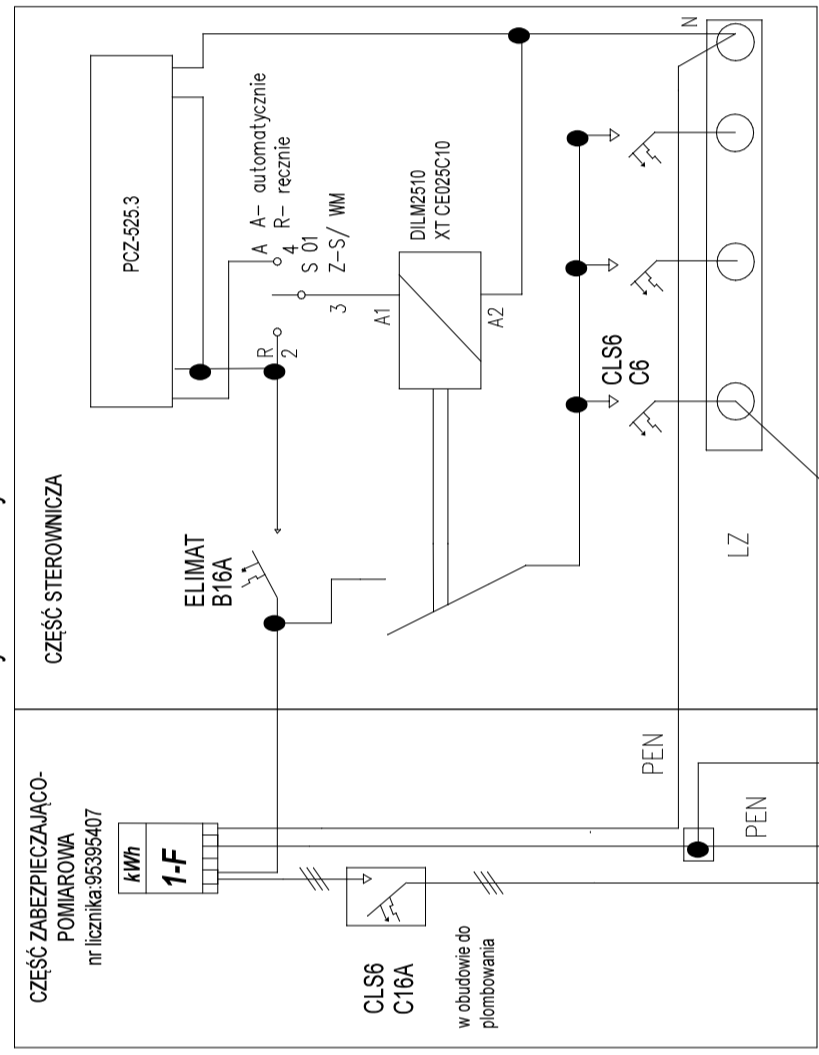 CZĘŚĆ ZABEZPIECZAJĄCO-
POMIAROWA
nr licznika:95395407
kWh
1-F
CLS6
C16A
w obudowie do
plombowania
PEN
PEN
CZĘŚĆ STEROWNICZA
ELIMAT
B16A
PCZ-525.3
R
2
A
4
A- automatycznie
R- ręcznie
S 01
Z-S/ WM
3
A1
A2
DILM2510
XT CE025C10
CLS6
C6
N
LZ